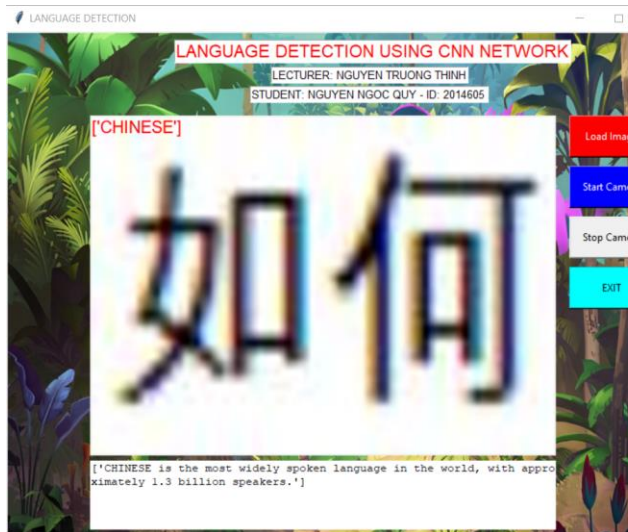 LANGUAGE DETECTION
LANGUAGE DETECTION USING CNN NETWORK
LECTURER: NGUYEN TRUONG THINH
STUDENT: NGUYEN NGOC QUY - ID: 2014605
['CHINESE']
如何
Load Imag
Start Came
Stop Came
EXIT
['CHINESE is the most widely spoken language in the world, with appro
ximately 1.3 billion speakers.']